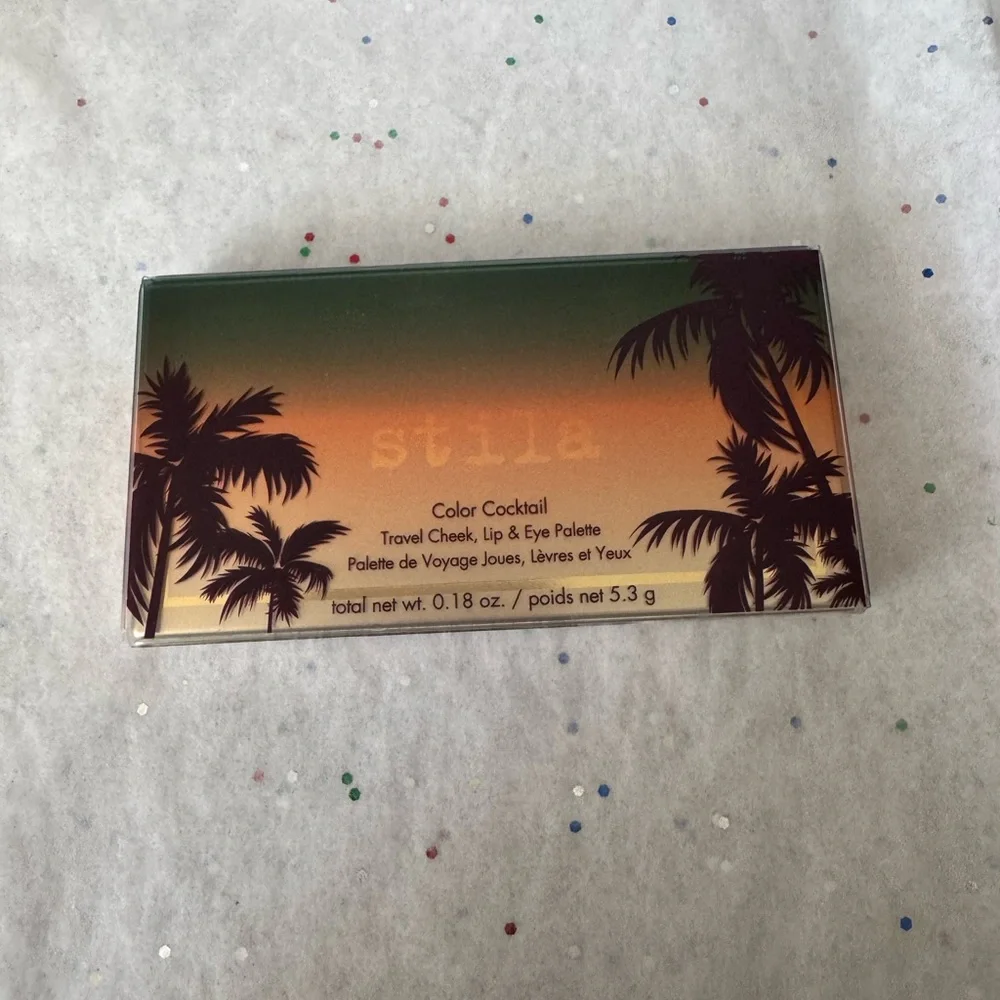 stila
Color Cocktail
Travel Cheek, Lip & Eye Palette
Palette de Voyage Joues, Lèvres et Yeux
total net wt. 0.18 oz. / poids net 5.3 g